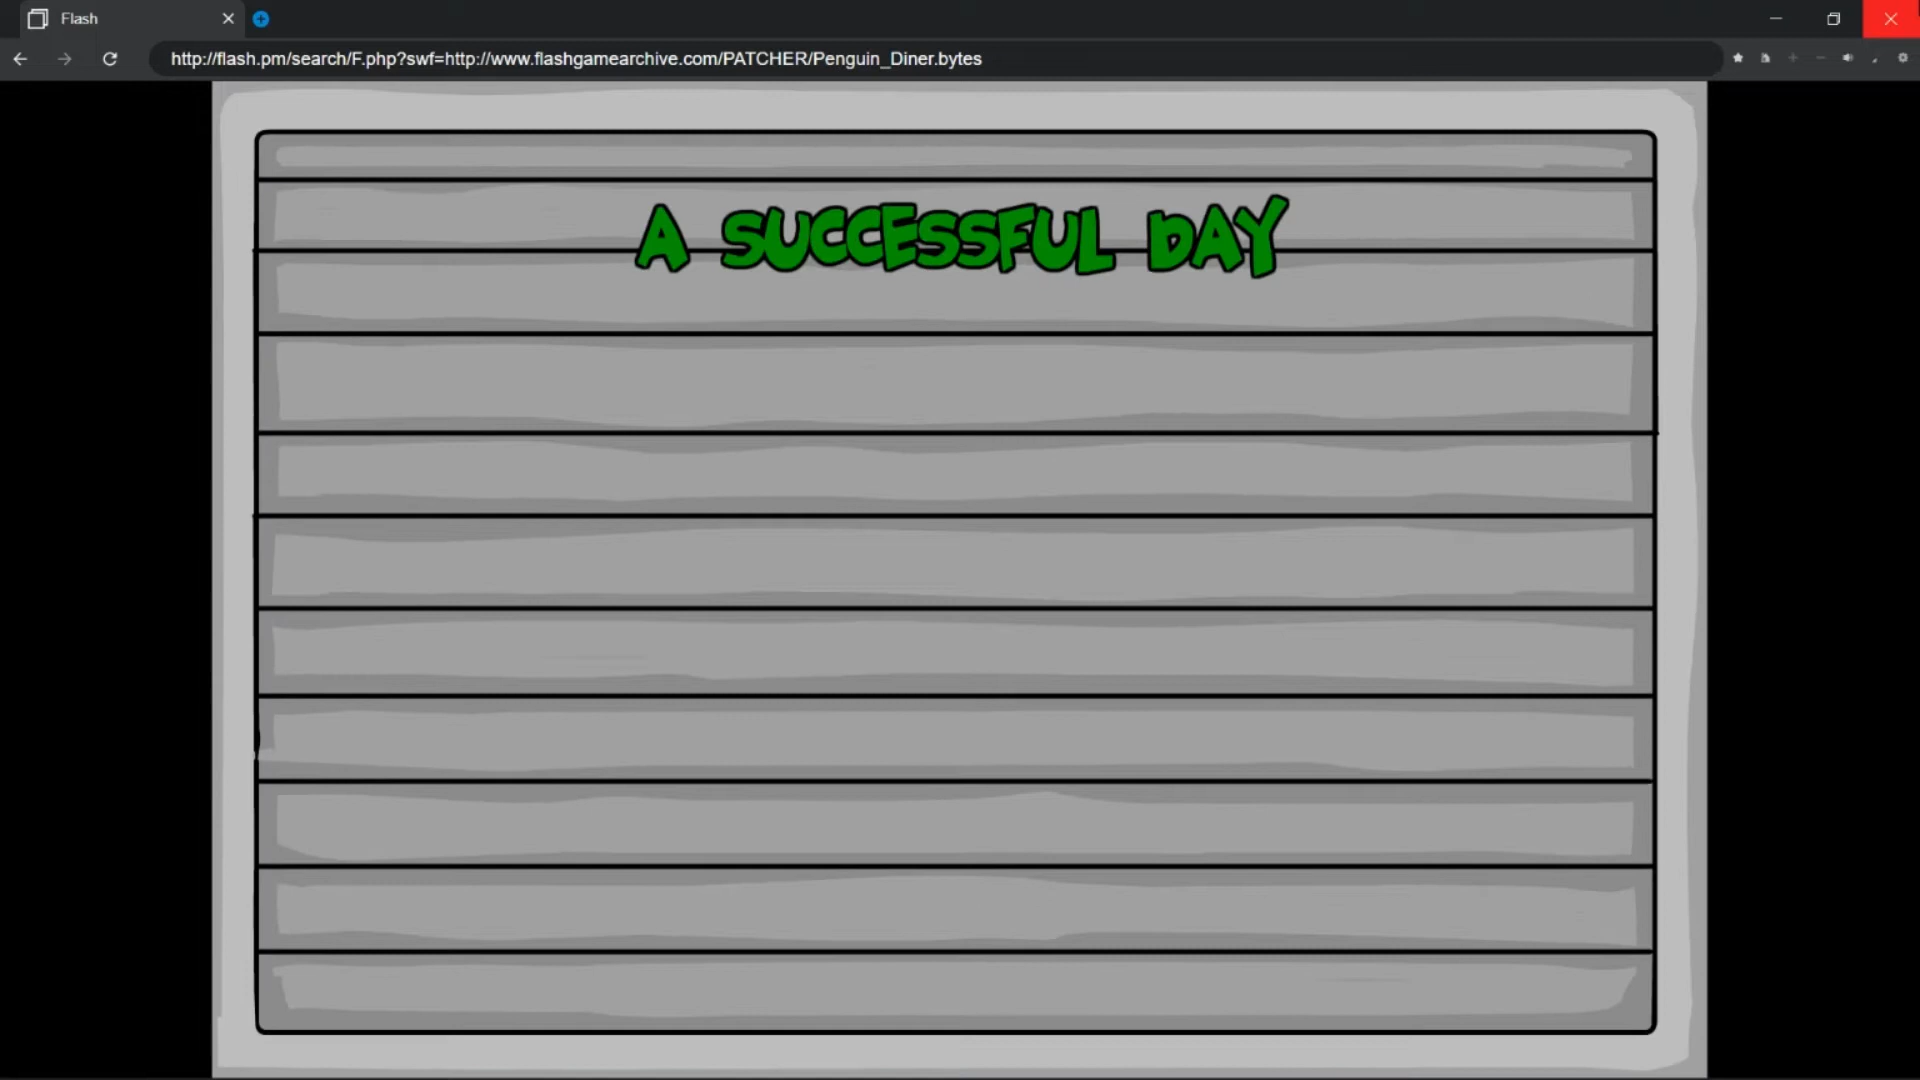 Flash
http://flash.pm/search/F.php?swf=http://www.flashgamearchive.com/PATCHER/Penguin_Diner.bytes
A SUCCESSFUL DAY